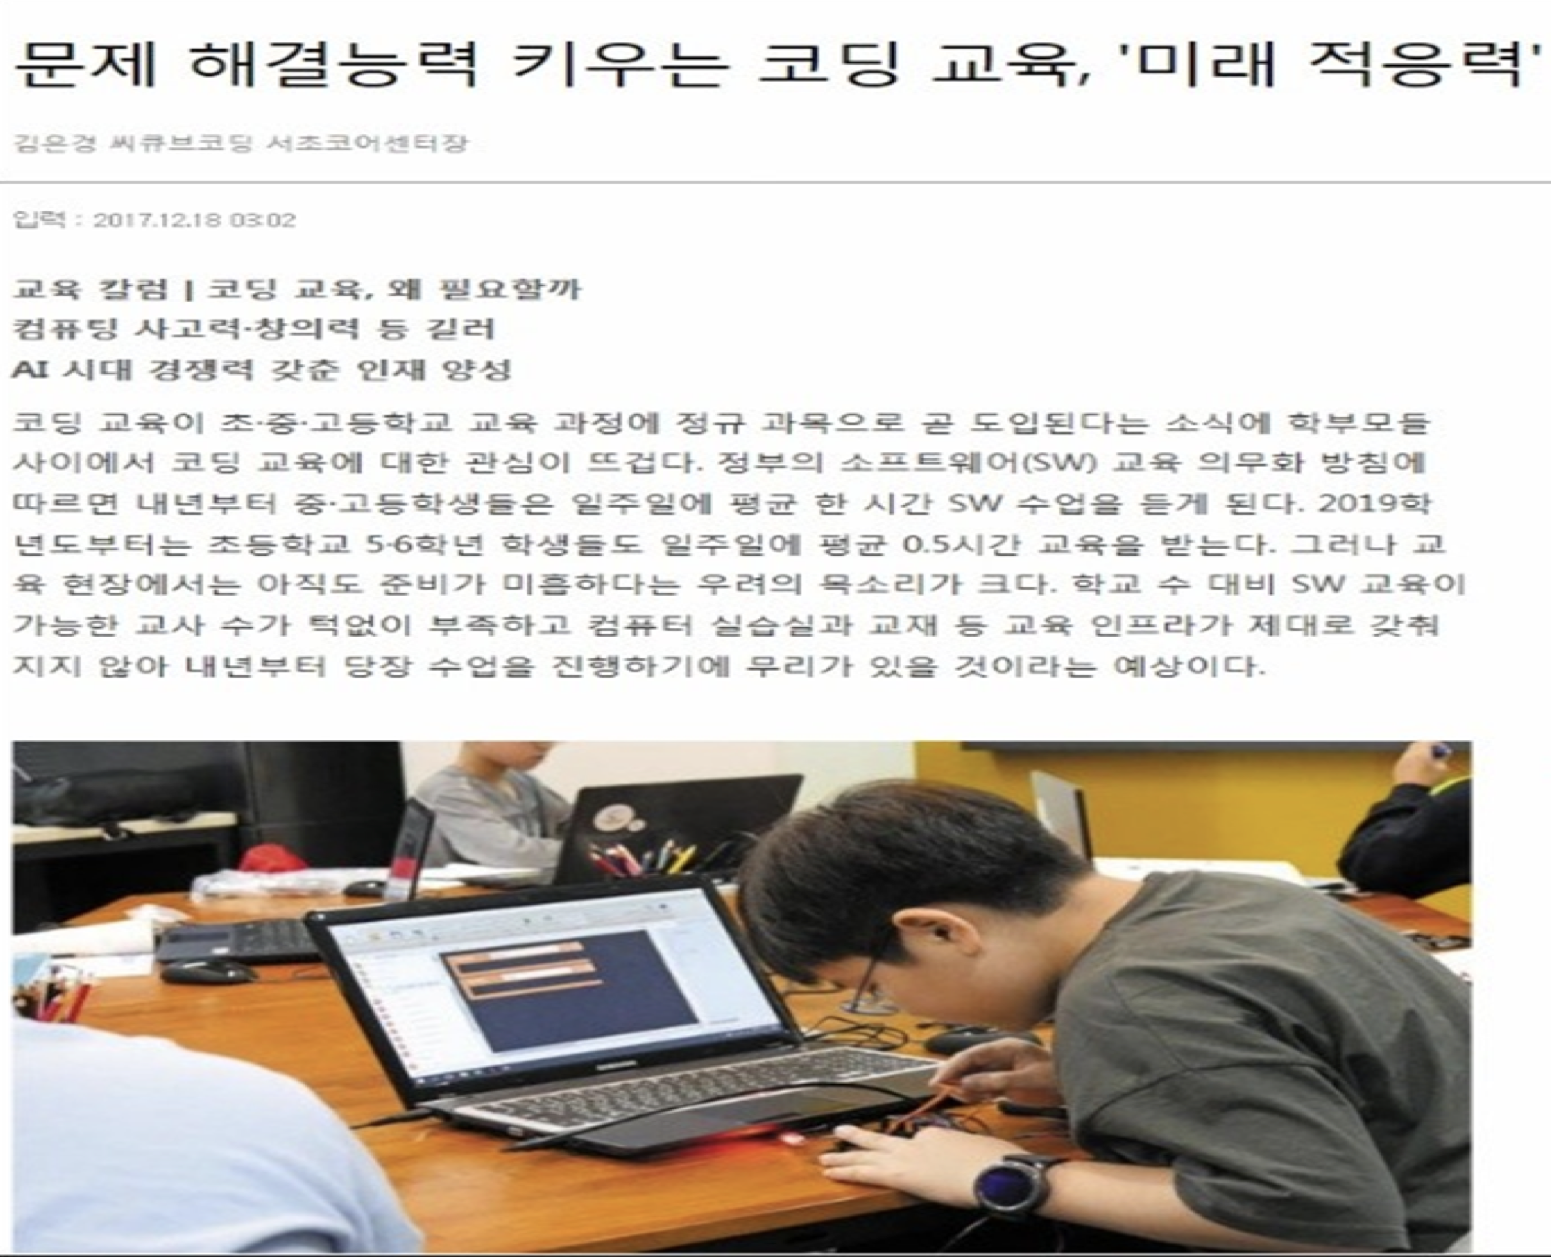 문제 해결능력 키우는 코딩 교육, '미래 적응력'
김은경 씨큐브코딩 서초코어센터장
입력 : 2017.12.18 03:02
교육 칼럼 | 코딩 교육, 왜 필요할까
컴퓨팅 사고력·창의력 등 길러
AI 시대 경쟁력 갖춘 인재 양성
코딩 교육이 초·중·고등학교 교육 과정에 정규 과목으로 곧 도입된다는 소식에 학부모들
사이에서 코딩 교육에 대한 관심이 뜨겁다. 정부의 소프트웨어(SW) 교육 의무화 방침에
따르면 내년부터 중·고등학생들은 일주일에 평균 한 시간 SW 수업을 듣게 된다. 2019학
년도부터는 초등학교 5·6학년 학생들도 일주일에 평균 0.5시간 교육을 받는다. 그러나 교
육 현장에서는 아직도 준비가 미흡하다는 우려의 목소리가 크다. 학교 수 대비 SW 교육이
가능한 교사 수가 턱없이 부족하고 컴퓨터 실습실과 교재 등 교육 인프라가 제대로 갖춰
지지 않아 내년부터 당장 수업을 진행하기에 무리가 있을 것이라는 예상이다.